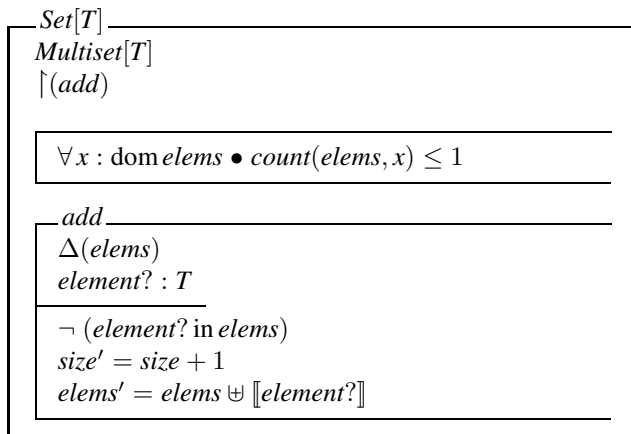 Set[T]
Multiset[T]
↾(add)
∀ x : dom elems • count(elems, x) ≤ 1
add
Δ(elems)
element? : T
¬ (element? in elems)
size′ = size + 1
elems′ = elems ⊎ ⟦element?⟧